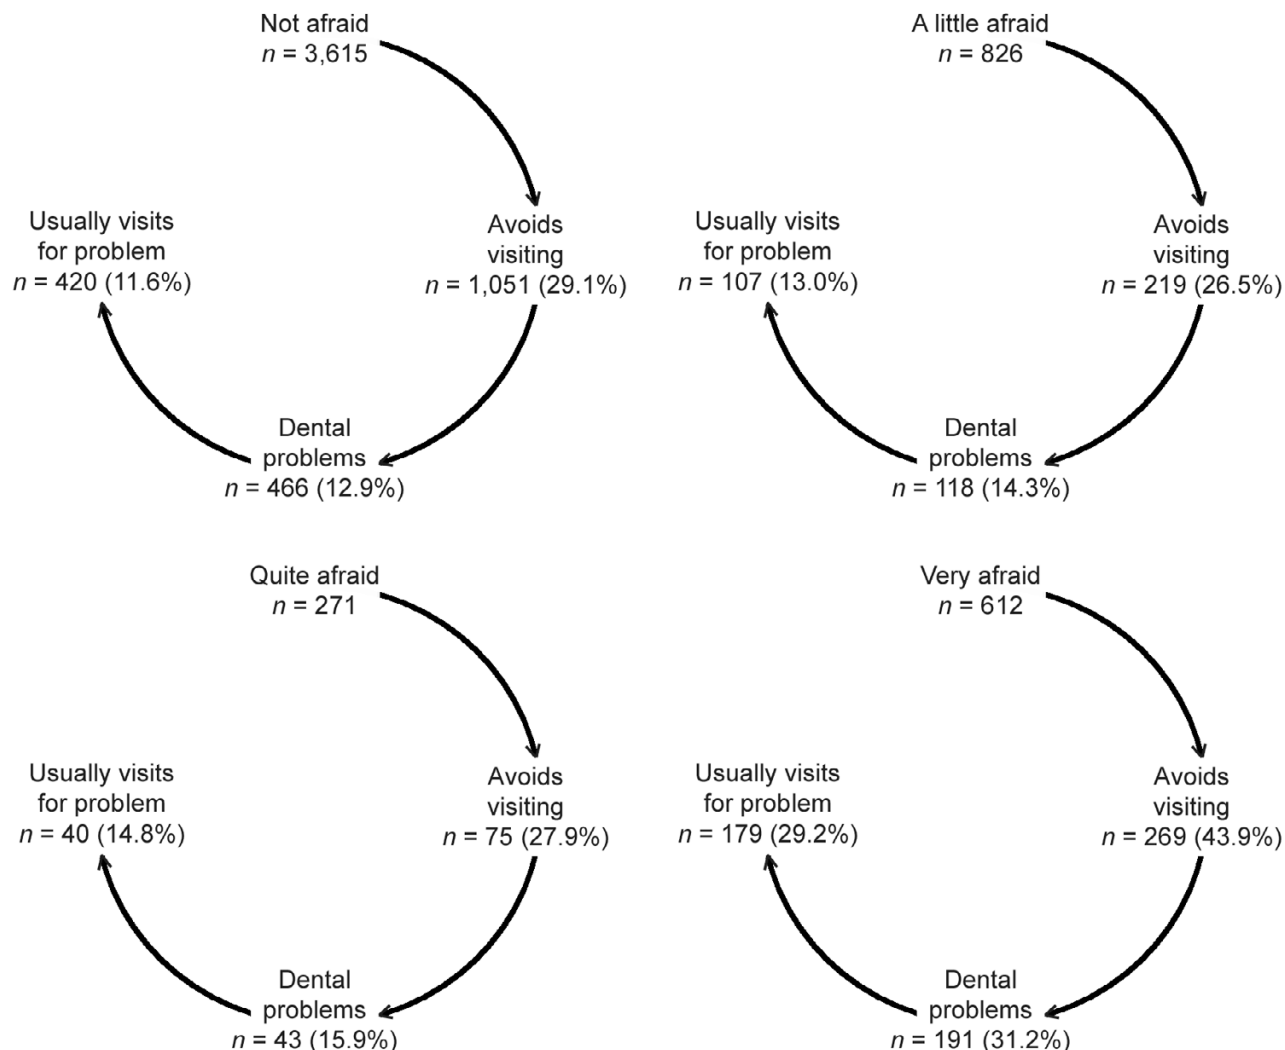 Not afraid
n = 3,615
Avoids
visiting
n = 1,051 (29.1%)
Dental
problems
n = 466 (12.9%)
Usually visits
for problem
n = 420 (11.6%)
A little afraid
n = 826
Avoids
visiting
n = 219 (26.5%)
Dental
problems
n = 118 (14.3%)
Usually visits
for problem
n = 107 (13.0%)
Quite afraid
n = 271
Avoids
visiting
n = 75 (27.9%)
Dental
problems
n = 43 (15.9%)
Usually visits
for problem
n = 40 (14.8%)
Very afraid
n = 612
Avoids
visiting
n = 269 (43.9%)
Dental
problems
n = 191 (31.2%)
Usually visits
for problem
n = 179 (29.2%)